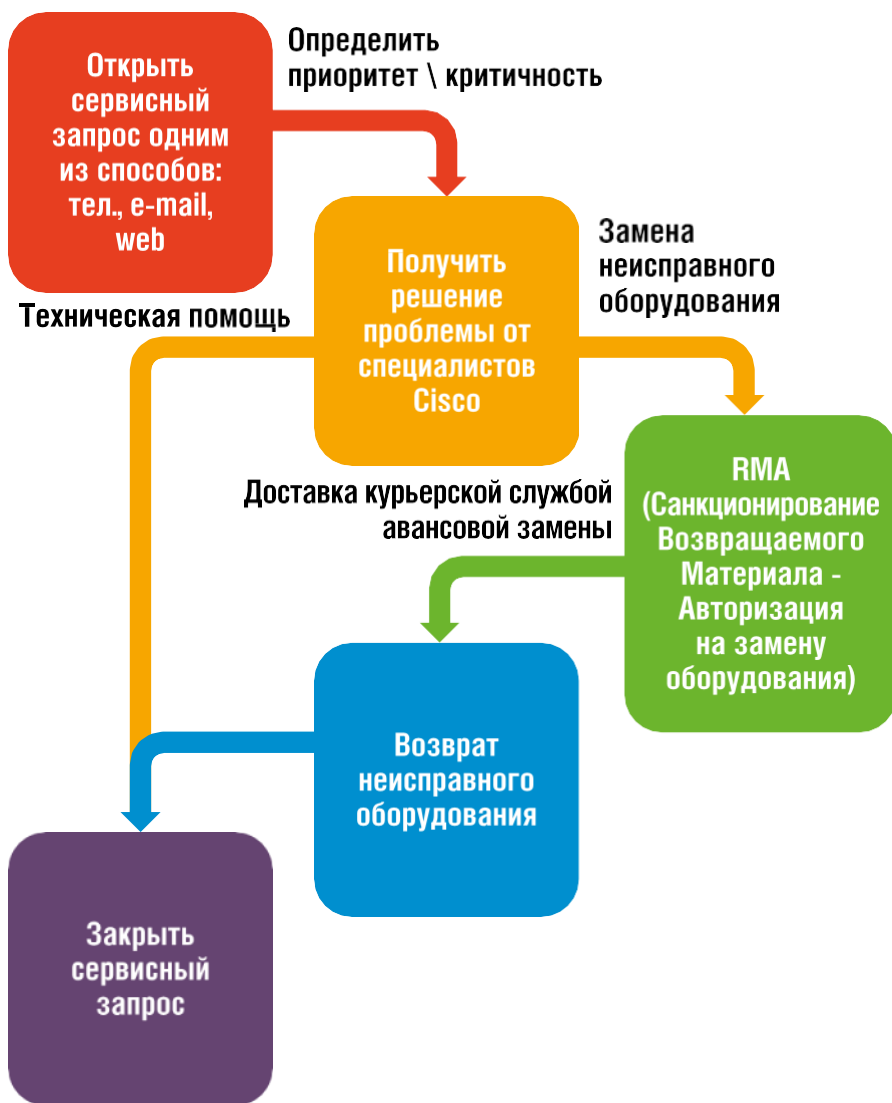 Открыть
сервисный
запрос одним
из способов:
тел., e-mail,
web
Определить
приоритет \ критичность
Получить
решение
проблемы от
специалистов
Cisco
Замена
неисправного
оборудования
Техническая помощь
RMA
(Санкционирование
Возвращаемого
Материала -
Авторизация
на замену
оборудования)
Доставка курьерской службой
авансовой замены
Возврат
неисправного
оборудования
Закрыть
сервисный
запрос